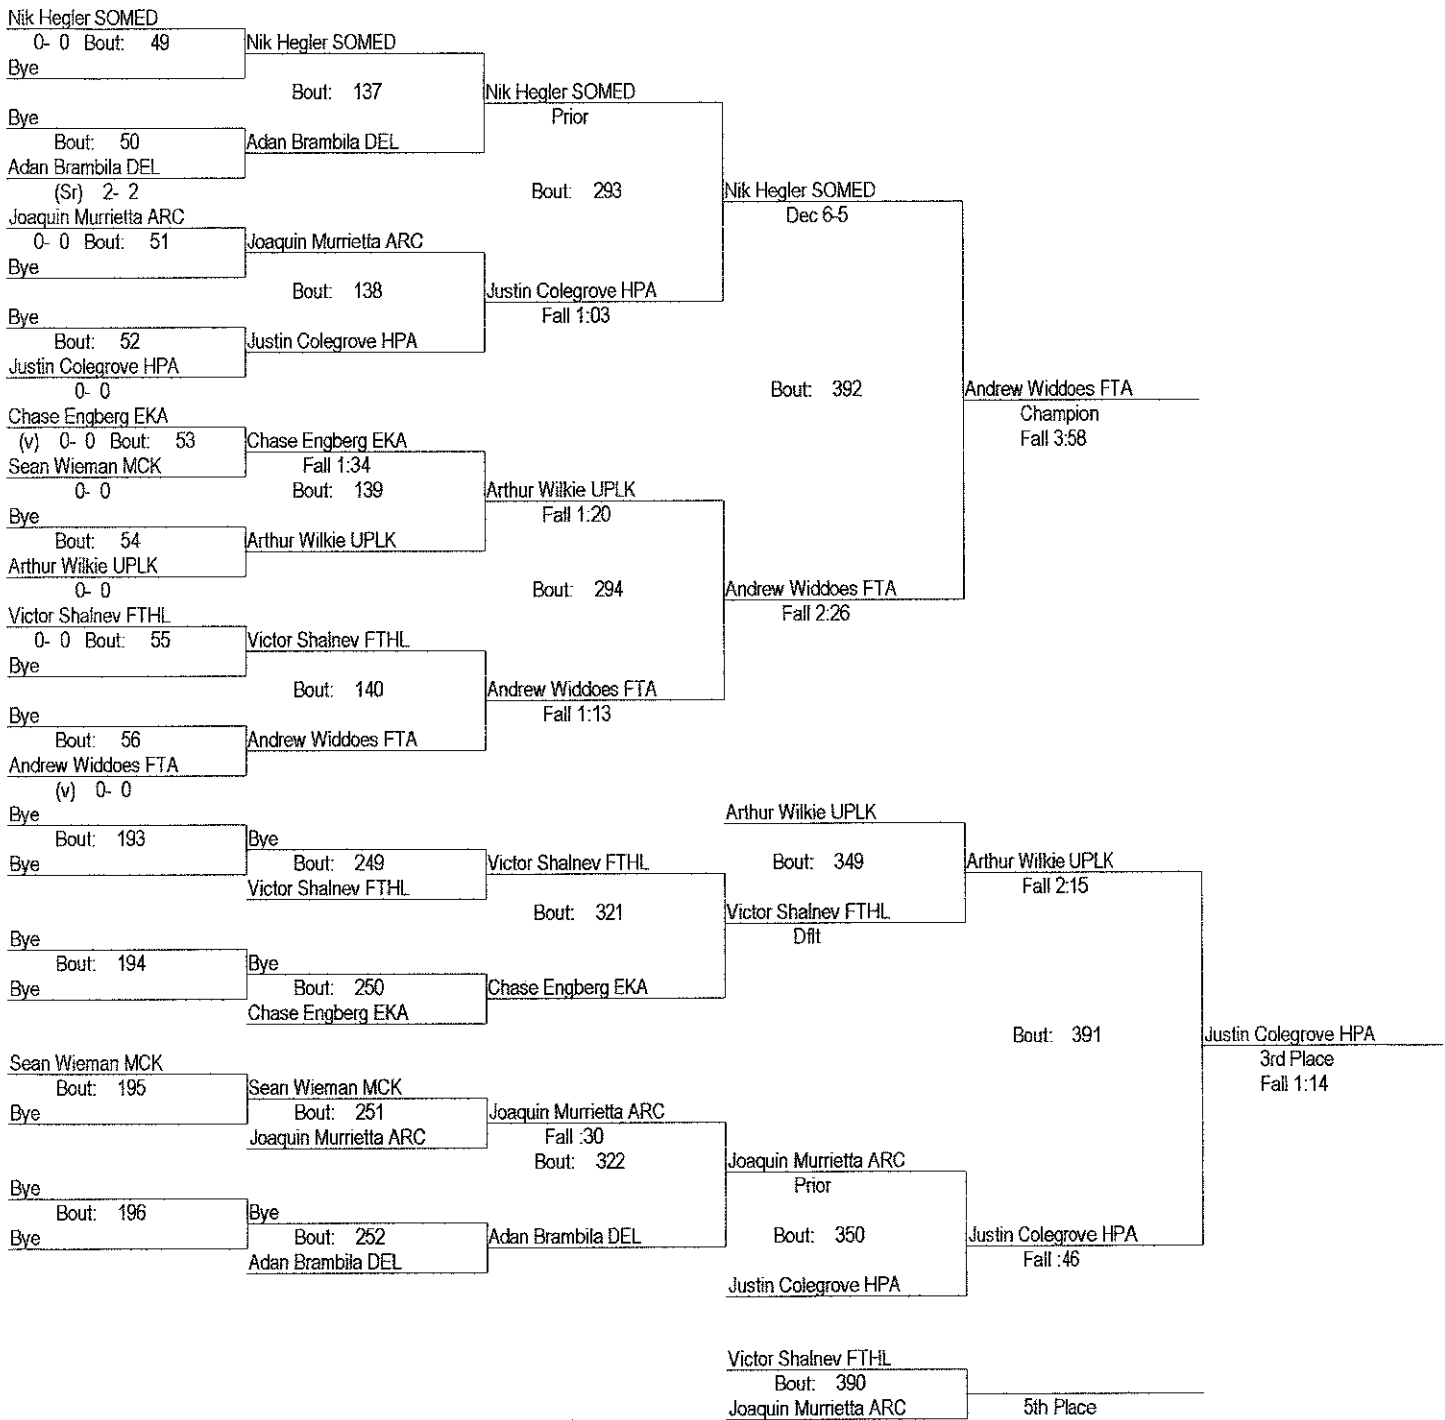 Nik Hegler SOMED
0- 0 Bout: 49
Bye
Bye
Bout: 50
Adan Brambila DEL
(Sr) 2- 2
Joaquin Murrietta ARC
0- 0 Bout: 51
Bye
Bye
Bout: 52
Justin Colegrove HPA
0- 0
Chase Engberg EKA
(v) 0- 0 Bout: 53
Sean Wieman MCK
0- 0
Bye
Bout: 54
Arthur Wilkie UPLK
0- 0
Victor Shalnev FTHL
0- 0 Bout: 55
Bye
Bye
Bout: 56
Andrew Widdoes FTA
(v) 0- 0
Nik Hegler SOMED
Bout: 137
Adan Brambila DEL
Joaquin Murrietta ARC
Bout: 138
Justin Colegrove HPA
Chase Engberg EKA
Fall 1:34
Bout: 139
Arthur Wilkie UPLK
Victor Shalnev FTHL
Bout: 140
Andrew Widdoes FTA
Nik Hegler SOMED
Prior
Bout: 293
Justin Colegrove HPA
Fall 1:03
Arthur Wilkie UPLK
Fall 1:20
Bout: 294
Andrew Widdoes FTA
Fall 1:13
Nik Hegler SOMED
Dec 6-5
Bout: 392
Andrew Widdoes FTA
Fall 2:26
Andrew Widdoes FTA
Champion
Fall 3:58
Bye
Bout: 193
Bye
Bye
Bout: 194
Bye
Sean Wieman MCK
Bout: 195
Bye
Bye
Bout: 196
Bye
Bye
Bout: 249
Victor Shalnev FTHL
Bye
Bout: 250
Chase Engberg EKA
Sean Wieman MCK
Bout: 251
Joaquin Murrietta ARC
Bye
Bout: 252
Adan Brambila DEL
Victor Shalnev FTHL
Bout: 321
Chase Engberg EKA
Joaquin Murrietta ARC
Fall :30
Bout: 322
Adan Brambila DEL
Arthur Wilkie UPLK
Bout: 349
Victor Shalnev FTHL
Dflt
Joaquin Murrietta ARC
Prior
Bout: 350
Justin Colegrove HPA
Arthur Wilkie UPLK
Fall 2:15
Bout: 391
Justin Colegrove HPA
Fall :46
Justin Colegrove HPA
3rd Place
Fall 1:14
Victor Shalnev FTHL
Bout: 390
Joaquin Murrietta ARC
5th Place